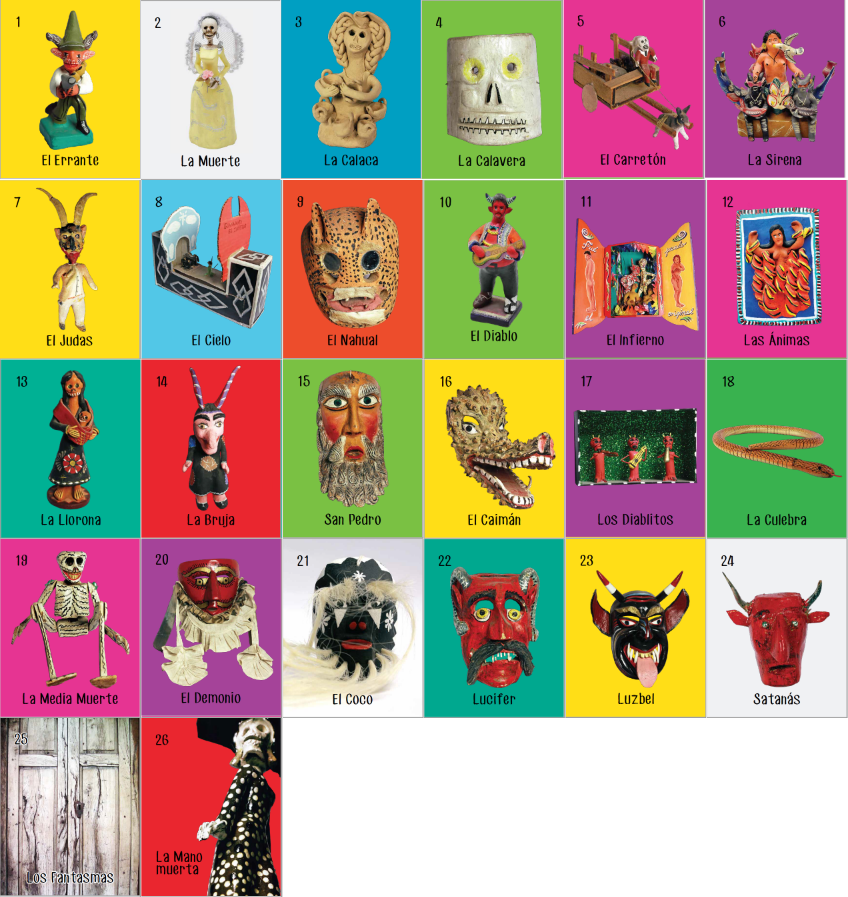 1
El Errante
2
La Muerte
3
La Calaca
4
La Calavera
5
El Carretón
6
La Sirena
7
El Judas
8
El Cielo
9
El Nahual
10
El Diablo
11
El Infierno
12
Las Ánimas
13
La Llorona
14
La Bruja
15
San Pedro
16
El Caimán
17
Los Diablitos
18
La Culebra
19
La Media Muerte
20
El Demonio
21
El Coco
22
Lucifer
23
Luzbel
24
Satanás
25
Los Fantasmas
26
La Mano
muerta